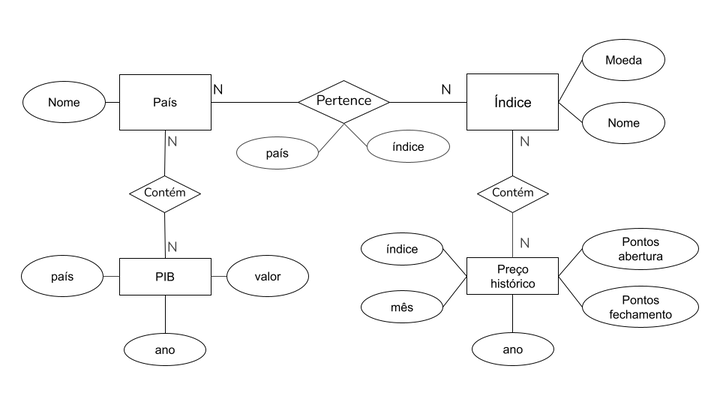 Moeda
Nome
País
N
Pertence
N
Índice
Nome
país
índice
N
N
Contém
Contém
N
N
índice
Pontos
abertura
país
PIB
valor
Preço
histórico
mês
Pontos
fechamento
ano
ano